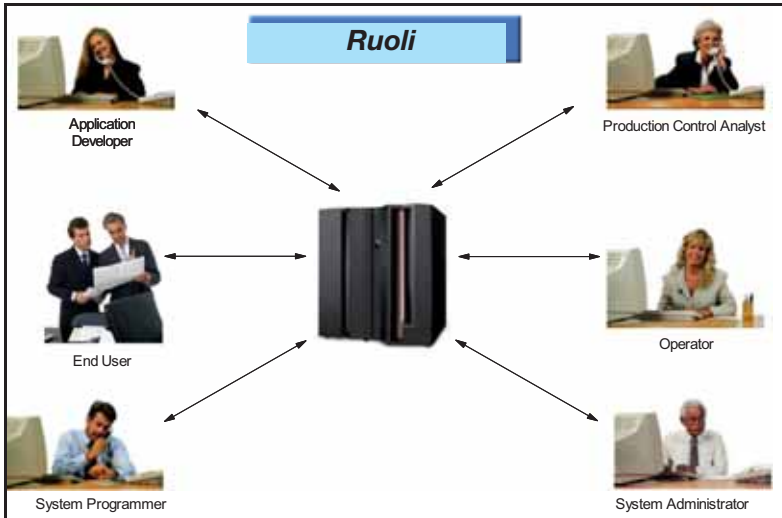 Ruoli
Application
Developer
Production Control Analyst
End User
Operator
System Programmer
System Administrator